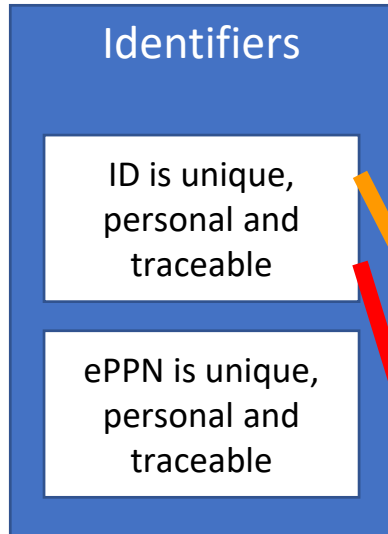 Identifiers
ID is unique,
personal and
traceable
ePPN is unique,
personal and
traceable